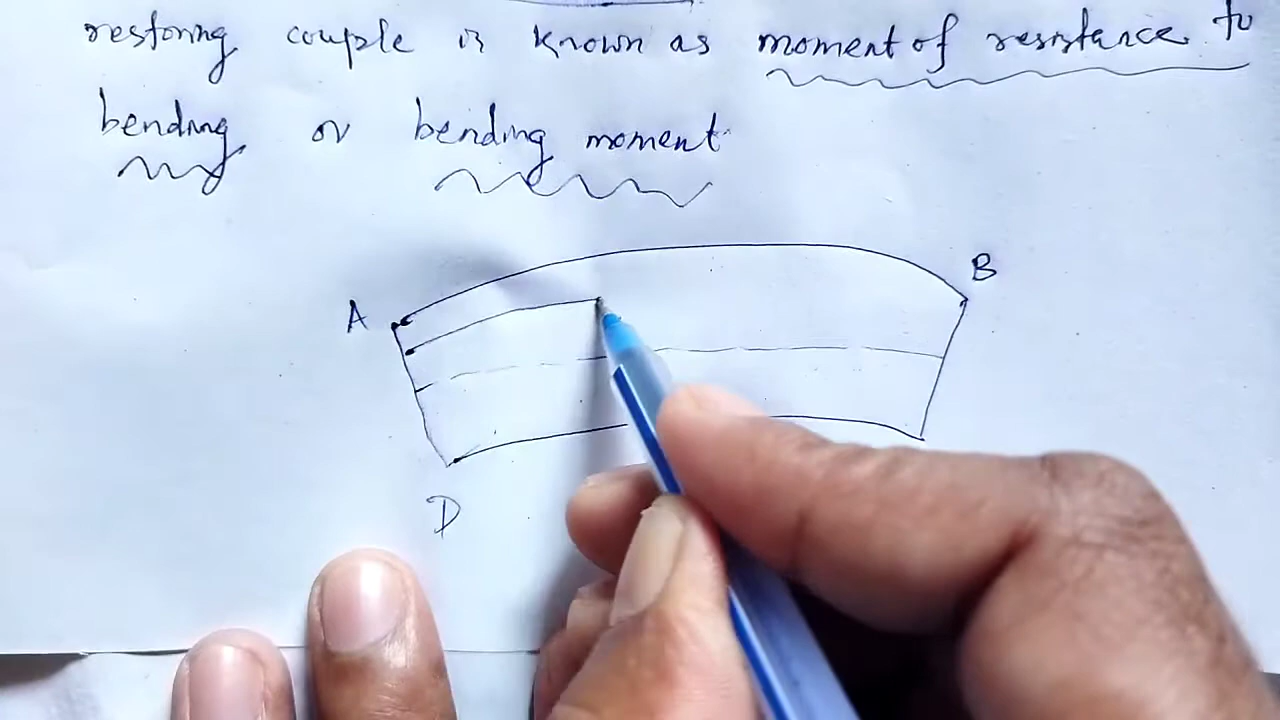 restoring couple is known as moment of resistance to
bending or bending moment
A
B
D